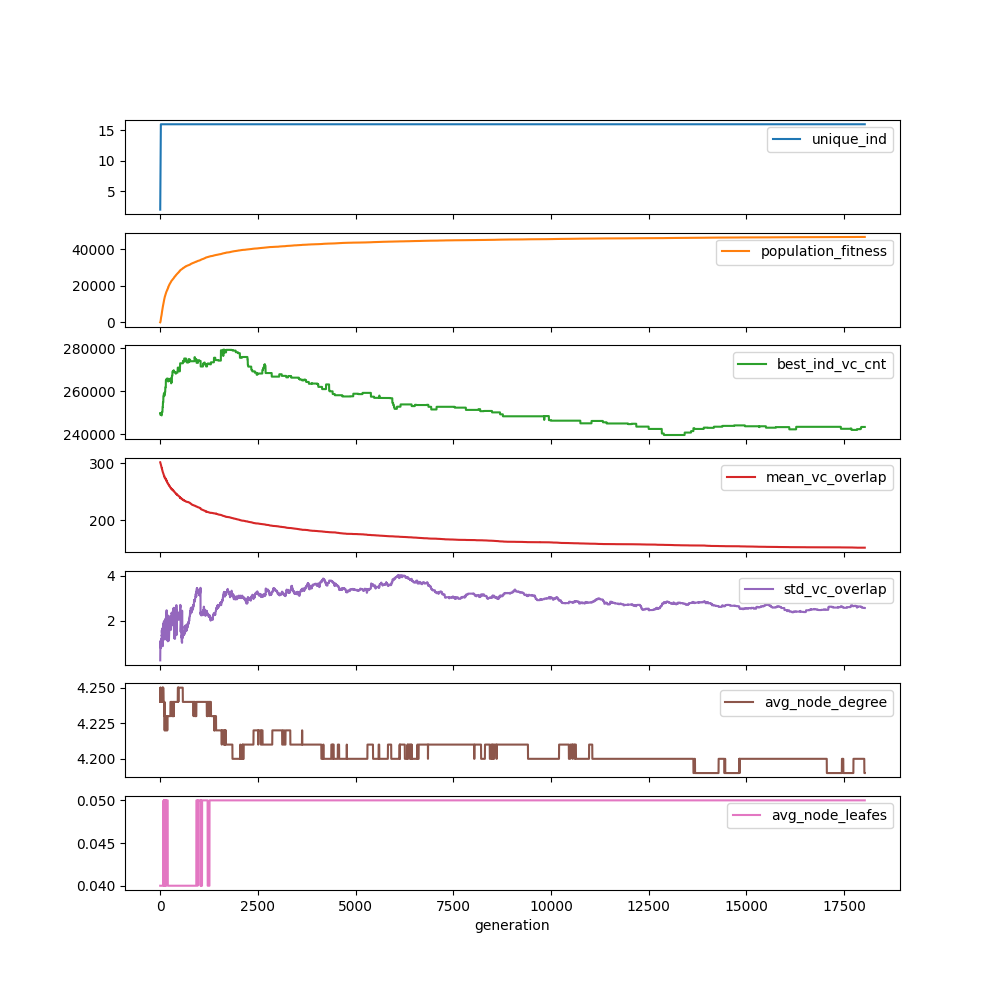 15
10
5
unique_ind
40000
20000
0
population_fitness
280000
260000
240000
best_ind_vc_cnt
300
200
mean_vc_overlap
4
2
std_vc_overlap
4.250
4.225
4.200
avg_node_degree
0.050
0.045
0.040
avg_node_leafes
0 2500 5000 7500 10000 12500 15000 17500
generation